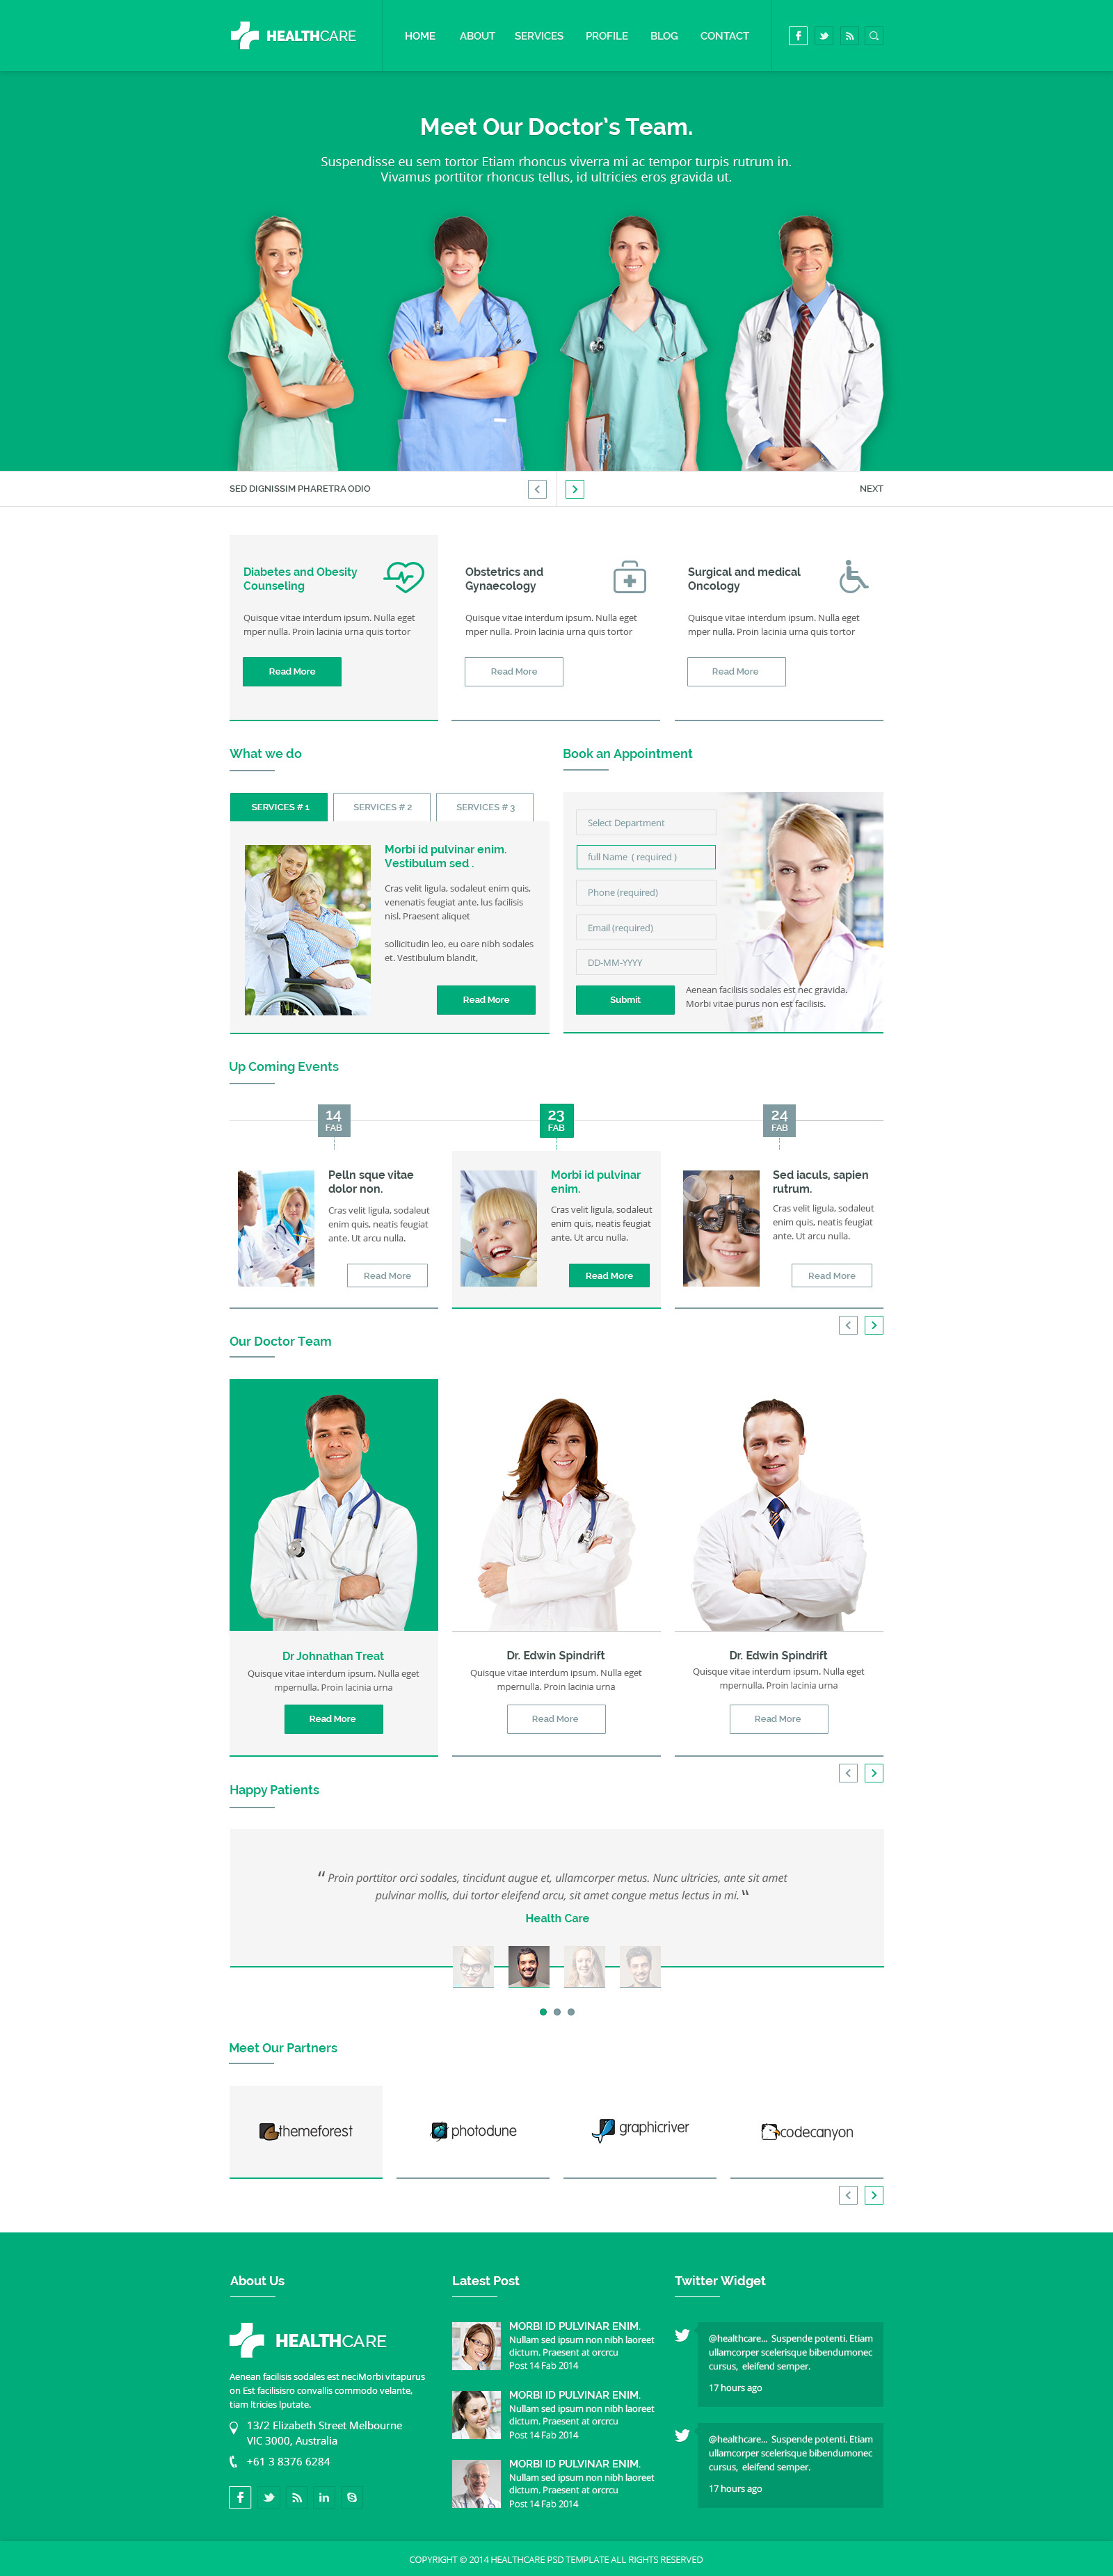 HEALTHCARE
HOME ABOUT SERVICES PROFILE BLOG CONTACT
Meet Our Doctor's Team.
Suspendisse eu sem tortor Etiam rhoncus viverra mi ac tempor turpis rutrum in.
Vivamus porttitor rhoncus tellus, id ultricies eros gravida ut.
SED DIGNISSIM PHARETRA ODIO
NEXT
Diabetes and Obesity
Counseling
Quisque vitae interdum ipsum. Nulla eget
mper nulla. Proin lacinia urna quis tortor
Read More
Obstetrics and
Gynaecology
Quisque vitae interdum ipsum. Nulla eget
mper nulla. Proin lacinia urna quis tortor
Read More
Surgical and medical
Oncology
Quisque vitae interdum ipsum. Nulla eget
mper nulla. Proin lacinia urna quis tortor
Read More
What we do
SERVICES # 1
SERVICES # 2
SERVICES # 3
Morbi id pulvinar enim.
Vestibulum sed .
Cras velit ligula, sodaleut enim quis,
venenatis feugiat ante. lus facilisis
nisl. Praesent aliquet
sollicitudin leo, eu oare nibh sodales
et. Vestibulum blandit,
Read More
Book an Appointment
Select Department
full Name ( required )
Phone (required)
Email (required)
DD-MM-YYYY
Submit
Aenean facilisis sodales est nec gravida.
Morbi vitae purus non est facilisis.
Up Coming Events
14
FAB
23
FAB
24
FAB
Pelln sque vitae
dolor non.
Cras velit ligula, sodaleut
enim quis, neatis feugiat
ante. Ut arcu nulla.
Read More
Morbi id pulvinar
enim.
Cras velit ligula, sodaleut
enim quis, neatis feugiat
ante. Ut arcu nulla.
Read More
Sed iaculs, sapien
rutrum.
Cras velit ligula, sodaleut
enim quis, neatis feugiat
ante. Ut arcu nulla.
Read More
Our Doctor Team
Dr Johnathan Treat
Quisque vitae interdum ipsum. Nulla eget
mpernulla. Proin lacinia urna
Read More
Dr. Edwin Spindrift
Quisque vitae interdum ipsum. Nulla eget
mpernulla. Proin lacinia urna
Read More
Dr. Edwin Spindrift
Quisque vitae interdum ipsum. Nulla eget
mpernulla. Proin lacinia urna
Read More
Happy Patients
“ Proin porttitor orci sodales, tincidunt augue et, ullamcorper metus. Nunc ultricies, ante sit amet
pulvinar mollis, dui tortor eleifend arcu, sit amet congue metus lectus in mi. “
Health Care
Meet Our Partners
themeforest
photodune
graphicriver
codecanyon
About Us
HEALTHCARE
Aenean facilisis sodales est neciMorbi vitapurus
on Est facilisisro convallis commodo velante,
tiam ltricies lputate.
13/2 Elizabeth Street Melbourne
VIC 3000, Australia
+61 3 8376 6284
Latest Post
MORBI ID PULVINAR ENIM.
Nullam sed ipsum non nibh laoreet
dictum. Praesent at orcrcu
Post 14 Fab 2014
MORBI ID PULVINAR ENIM.
Nullam sed ipsum non nibh laoreet
dictum. Praesent at orcrcu
Post 14 Fab 2014
MORBI ID PULVINAR ENIM.
Nullam sed ipsum non nibh laoreet
dictum. Praesent at orcrcu
Post 14 Fab 2014
Twitter Widget
@healthcare... Suspende potenti. Etiam
ullamcorper scelerisque bibendumonec
cursus, eleifend semper.
17 hours ago
@healthcare... Suspende potenti. Etiam
ullamcorper scelerisque bibendumonec
cursus, eleifend semper.
17 hours ago
COPYRIGHT © 2014 HEALTHCARE PSD TEMPLATE ALL RIGHTS RESERVED